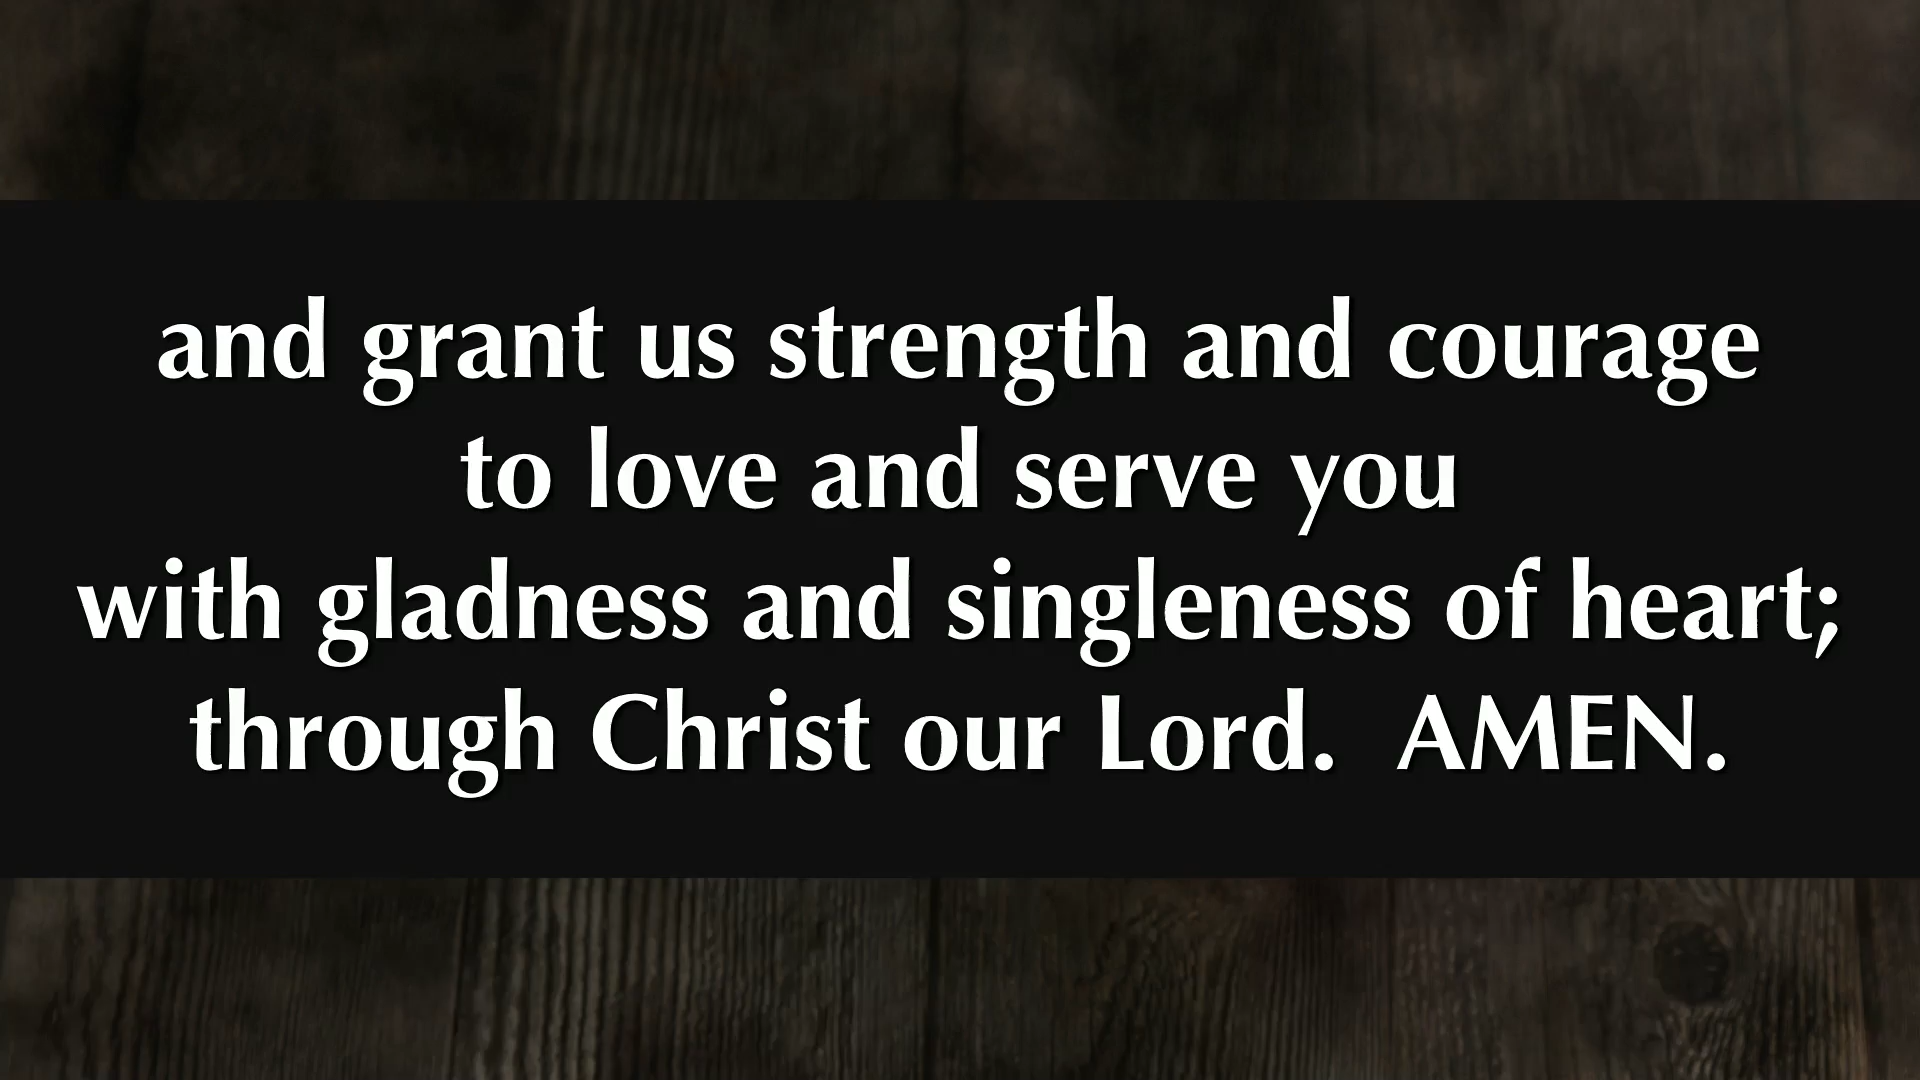 and grant us strength and courage
to love and serve you
with gladness and singleness of heart;
through Christ our Lord.  AMEN.